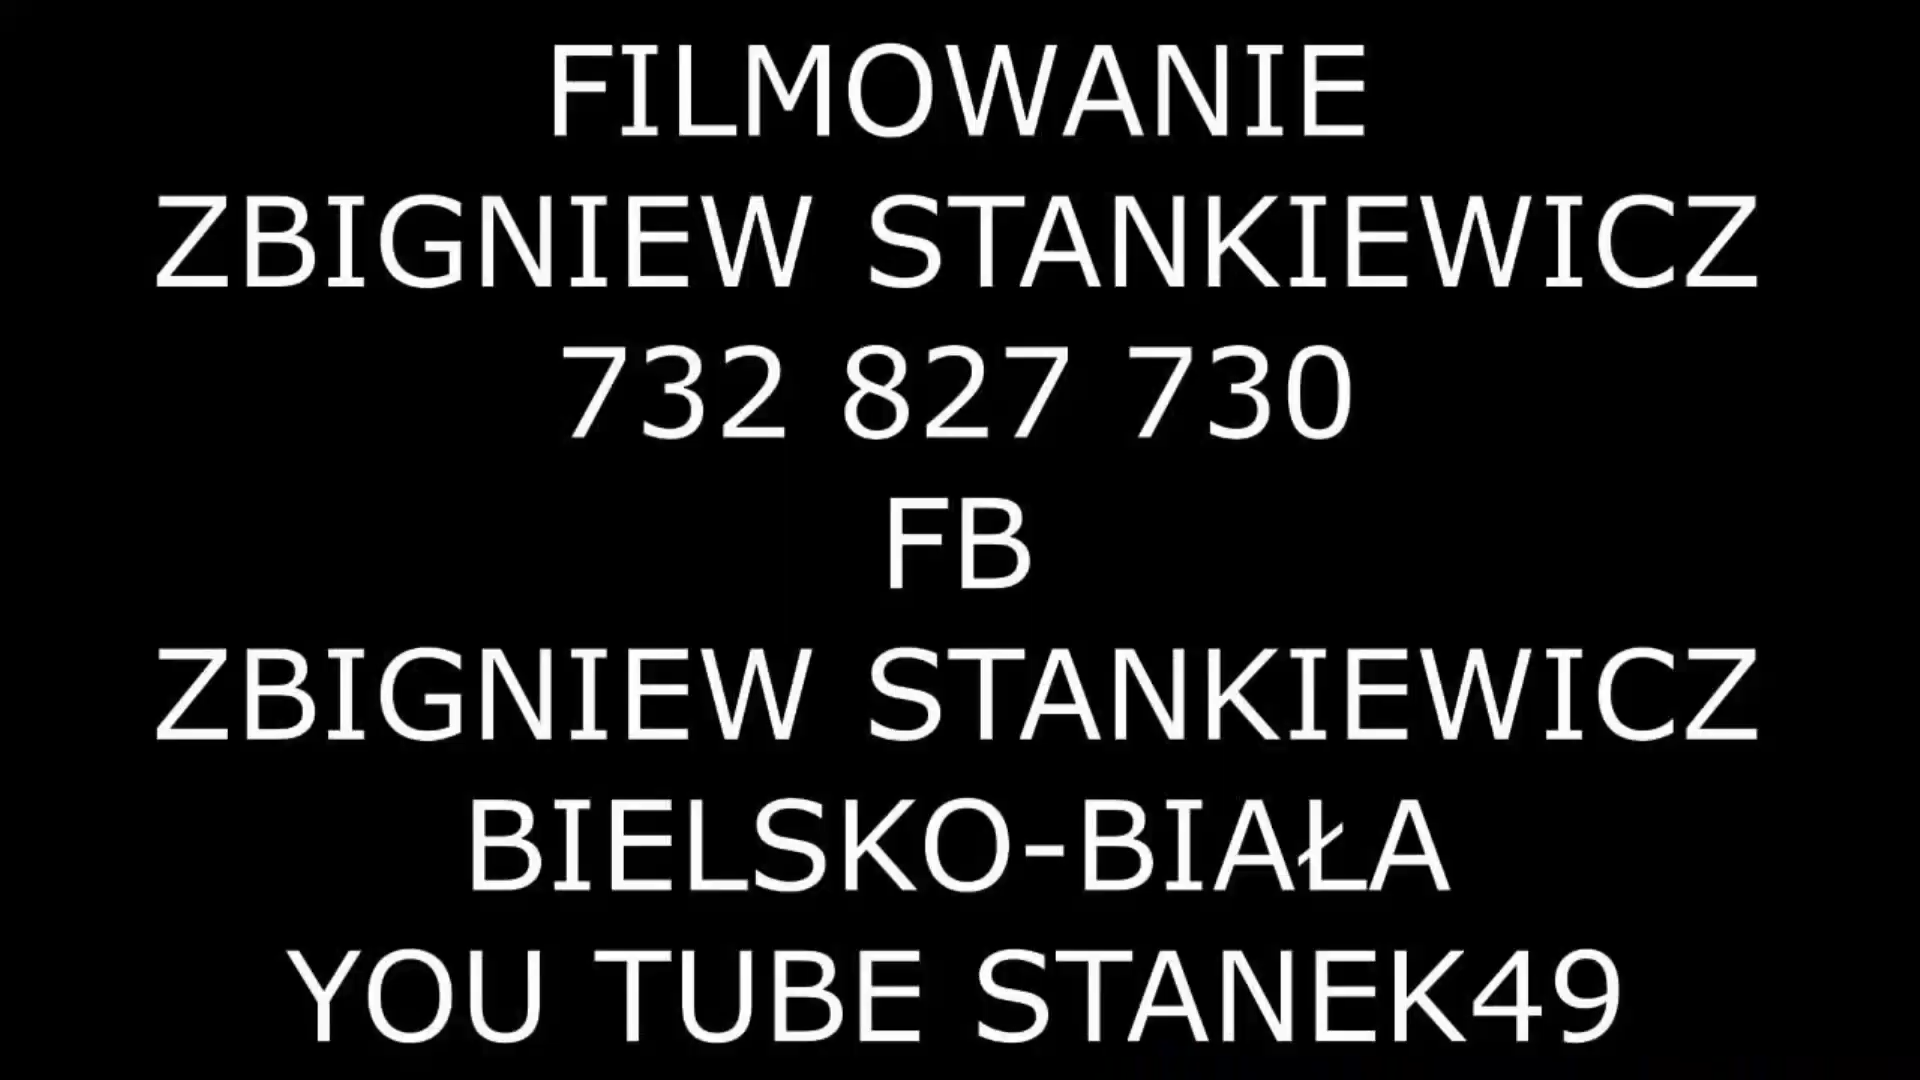 FILMOWANIE
ZBIGNIEW STANKIEWICZ
732 827 730
FB
ZBIGNIEW STANKIEWICZ
BIELSKO-BIAŁA
YOU TUBE STANEK49